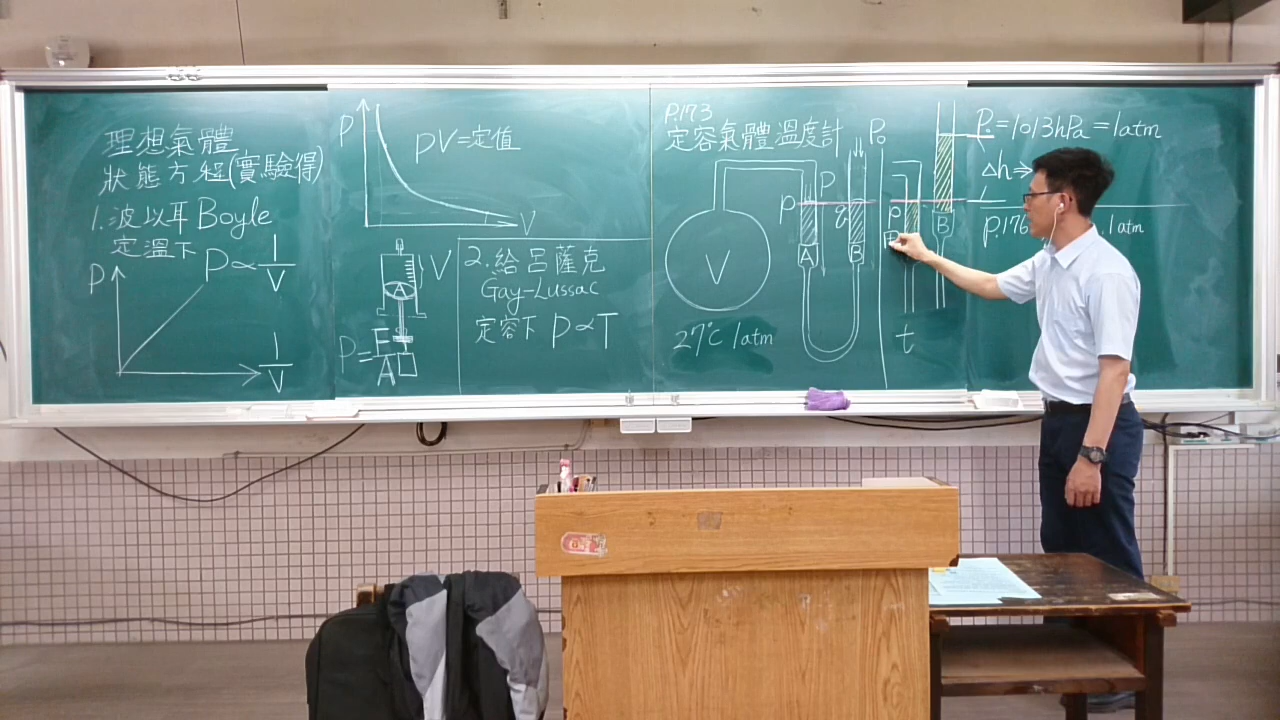 理想氣體
狀態方程(實驗得)
1.波以耳 Boyle
定溫下 P∝1/V
P
1/V
P
PV=定值
V
V
A
P=F/A
2.給呂薩克
Gay-Lussac
定容下 P∝T
P.173
定容氣體溫度計
P₀
P
P
V
A
B
27℃ 1atm
P
B
t
P₀=1013hPa=1atm
Δh⇒
P.176
1atm